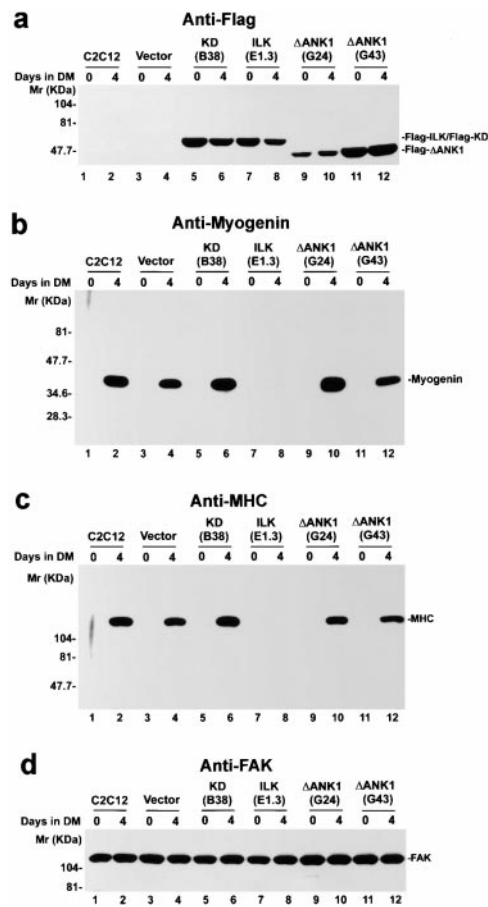 a Anti-Flag
C2C12 Vector KD (B38) ILK (E1.3) ΔANK1 (G24) ΔANK1 (G43)
Days in DM 0 4 0 4 0 4 0 4 0 4 0 4
Mr (KDa)
104-
81-
-Flag-ILK/Flag-KD
47.7- -Flag-ΔANK1
1 2 3 4 5 6 7 8 9 10 11 12
b Anti-Myogenin
C2C12 Vector KD (B38) ILK (E1.3) ΔANK1 (G24) ΔANK1 (G43)
Days in DM 0 4 0 4 0 4 0 4 0 4 0 4
Mr (KDa)
81-
47.7-
-Myogenin
34.6-
28.3-
1 2 3 4 5 6 7 8 9 10 11 12
c Anti-MHC
C2C12 Vector KD (B38) ILK (E1.3) ΔANK1 (G24) ΔANK1 (G43)
Days in DM 0 4 0 4 0 4 0 4 0 4 0 4
Mr (KDa)
-MHC
104-
81-
47.7-
1 2 3 4 5 6 7 8 9 10 11 12
d Anti-FAK
C2C12 Vector KD (B38) ILK (E1.3) ΔANK1 (G24) ΔANK1 (G43)
Days in DM 0 4 0 4 0 4 0 4 0 4 0 4
Mr (KDa)
-FAK
104-
81-
1 2 3 4 5 6 7 8 9 10 11 12